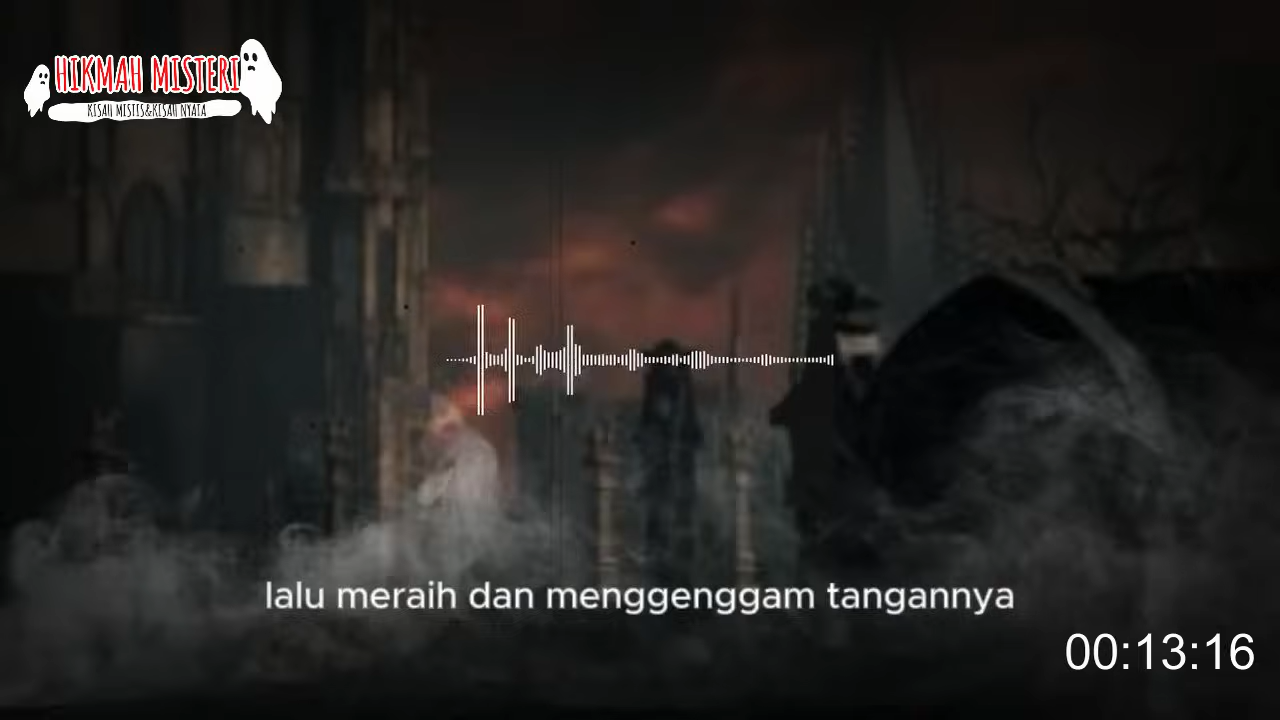 HIKMAH MISTERI
KISAH MISTIS&KISAH NYATA
lalu meraih dan menggenggam tangannya
00:13:16